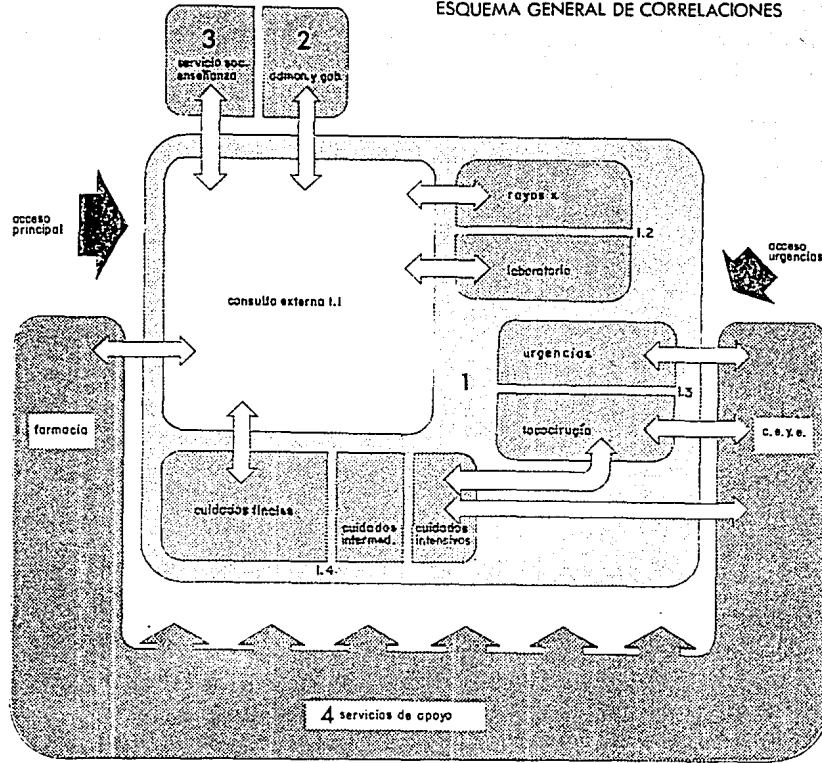 ESQUEMA GENERAL DE CORRELACIONES
3
servicio soc.
enseñanza
2
admon. y gob.
acceso
principal
rayos x.
1.2
laboratorio
acceso
urgencias
consulta externa 1.1
urgencias
1
1.3
tococirugía
farmacia
c. e. y. e.
cuidados
intermed.
cuidados
intensivos
1.4
4 servicios de apoyo